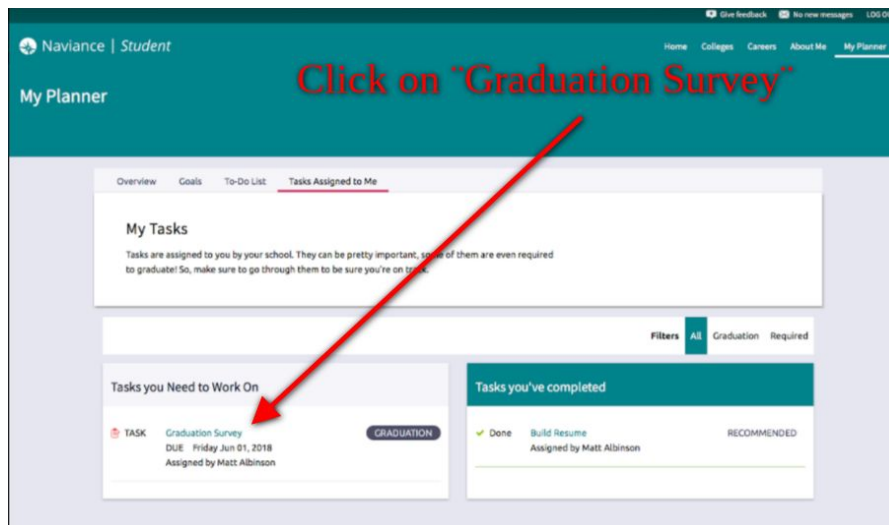 Give feedback No new messages LOG O
Naviance | Student
Home Colleges Careers About Me My Planner
Click on ¨Graduation Survey¨
My Planner
Overview Goals To-Do List Tasks Assigned to Me
My Tasks
Tasks are assigned to you by your school. They can be pretty important, some of them are even required
to graduate! So, make sure to go through them to be sure you're on track.
Filters All Graduation Required
Tasks you Need to Work On
TASK Graduation Survey GRADUATION
DUE Friday Jun 01, 2018
Assigned by Matt Albinson
Tasks you've completed
Done Build Resume RECOMMENDED
Assigned by Matt Albinson